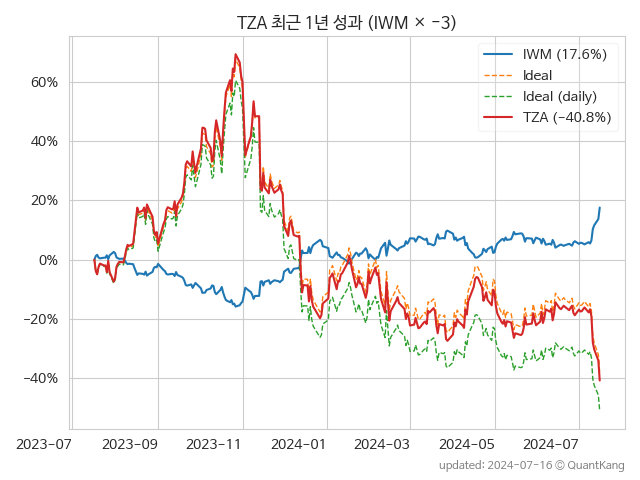 TZA 최근 1년 성과 (IWM × -3)
IWM (17.6%)
Ideal
Ideal (daily)
TZA (-40.8%)
60%
40%
20%
0%
−20%
−40%
2023-07
2023-09
2023-11
2024-01
2024-03
2024-05
2024-07
updated: 2024-07-16 © QuantKang